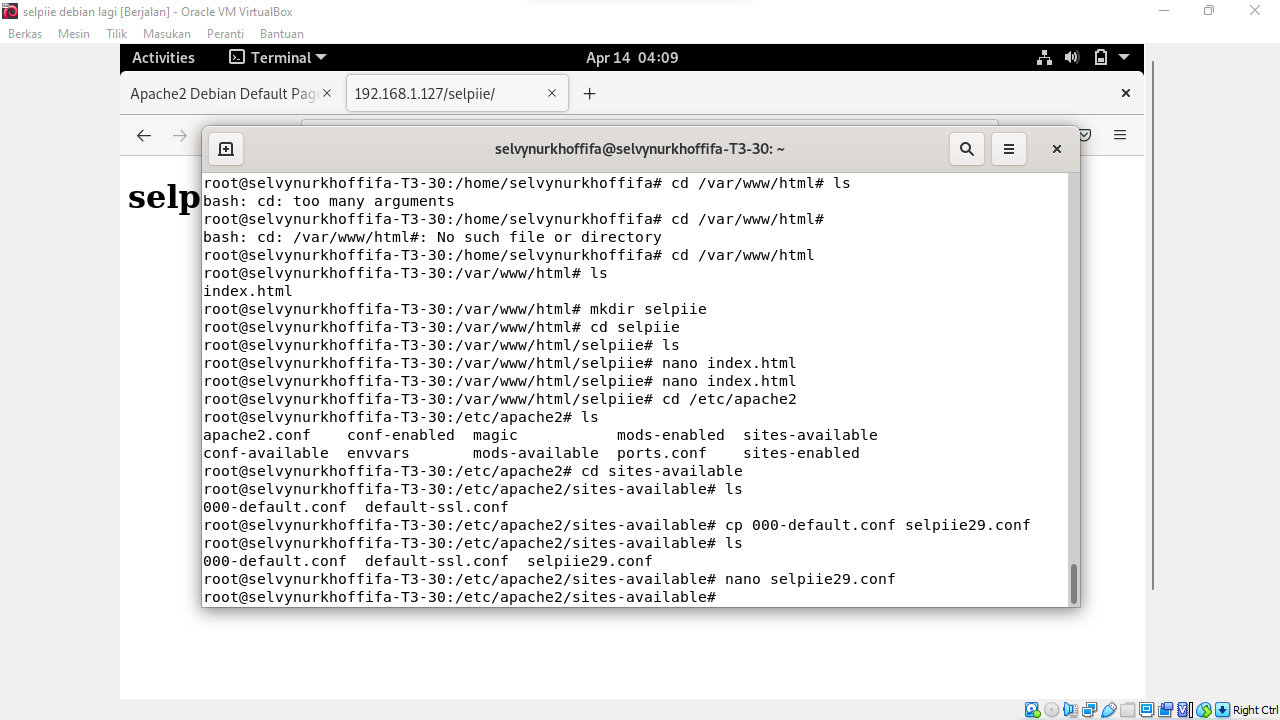 selpiie debian lagi [Berjalan] - Oracle VM VirtualBox
Berkas Mesin Tilik Masukan Peranti Bantuan
Activities Terminal Apr 14 04:09
Apache2 Debian Default Pag 192.168.1.127/selpiie/
selvynurkhoffifa@selvynurkhoffifa-T3-30: ~
selp
root@selvynurkhoffifa-T3-30:/home/selvynurkhoffifa# cd /var/www/html# ls
bash: cd: too many arguments
root@selvynurkhoffifa-T3-30:/home/selvynurkhoffifa# cd /var/www/html#
bash: cd: /var/www/html#: No such file or directory
root@selvynurkhoffifa-T3-30:/home/selvynurkhoffifa# cd /var/www/html
root@selvynurkhoffifa-T3-30:/var/www/html# ls
index.html
root@selvynurkhoffifa-T3-30:/var/www/html# mkdir selpiie
root@selvynurkhoffifa-T3-30:/var/www/html# cd selpiie
root@selvynurkhoffifa-T3-30:/var/www/html/selpiie# ls
root@selvynurkhoffifa-T3-30:/var/www/html/selpiie# nano index.html
root@selvynurkhoffifa-T3-30:/var/www/html/selpiie# nano index.html
root@selvynurkhoffifa-T3-30:/var/www/html/selpiie# cd /etc/apache2
root@selvynurkhoffifa-T3-30:/etc/apache2# ls
apache2.conf    conf-enabled  magic           mods-enabled  sites-available
conf-available  envvars       mods-available  ports.conf    sites-enabled
root@selvynurkhoffifa-T3-30:/etc/apache2# cd sites-available
root@selvynurkhoffifa-T3-30:/etc/apache2/sites-available# ls
000-default.conf  default-ssl.conf
root@selvynurkhoffifa-T3-30:/etc/apache2/sites-available# cp 000-default.conf selpiie29.conf
root@selvynurkhoffifa-T3-30:/etc/apache2/sites-available# ls
000-default.conf  default-ssl.conf  selpiie29.conf
root@selvynurkhoffifa-T3-30:/etc/apache2/sites-available# nano selpiie29.conf
root@selvynurkhoffifa-T3-30:/etc/apache2/sites-available#
Right Ctrl